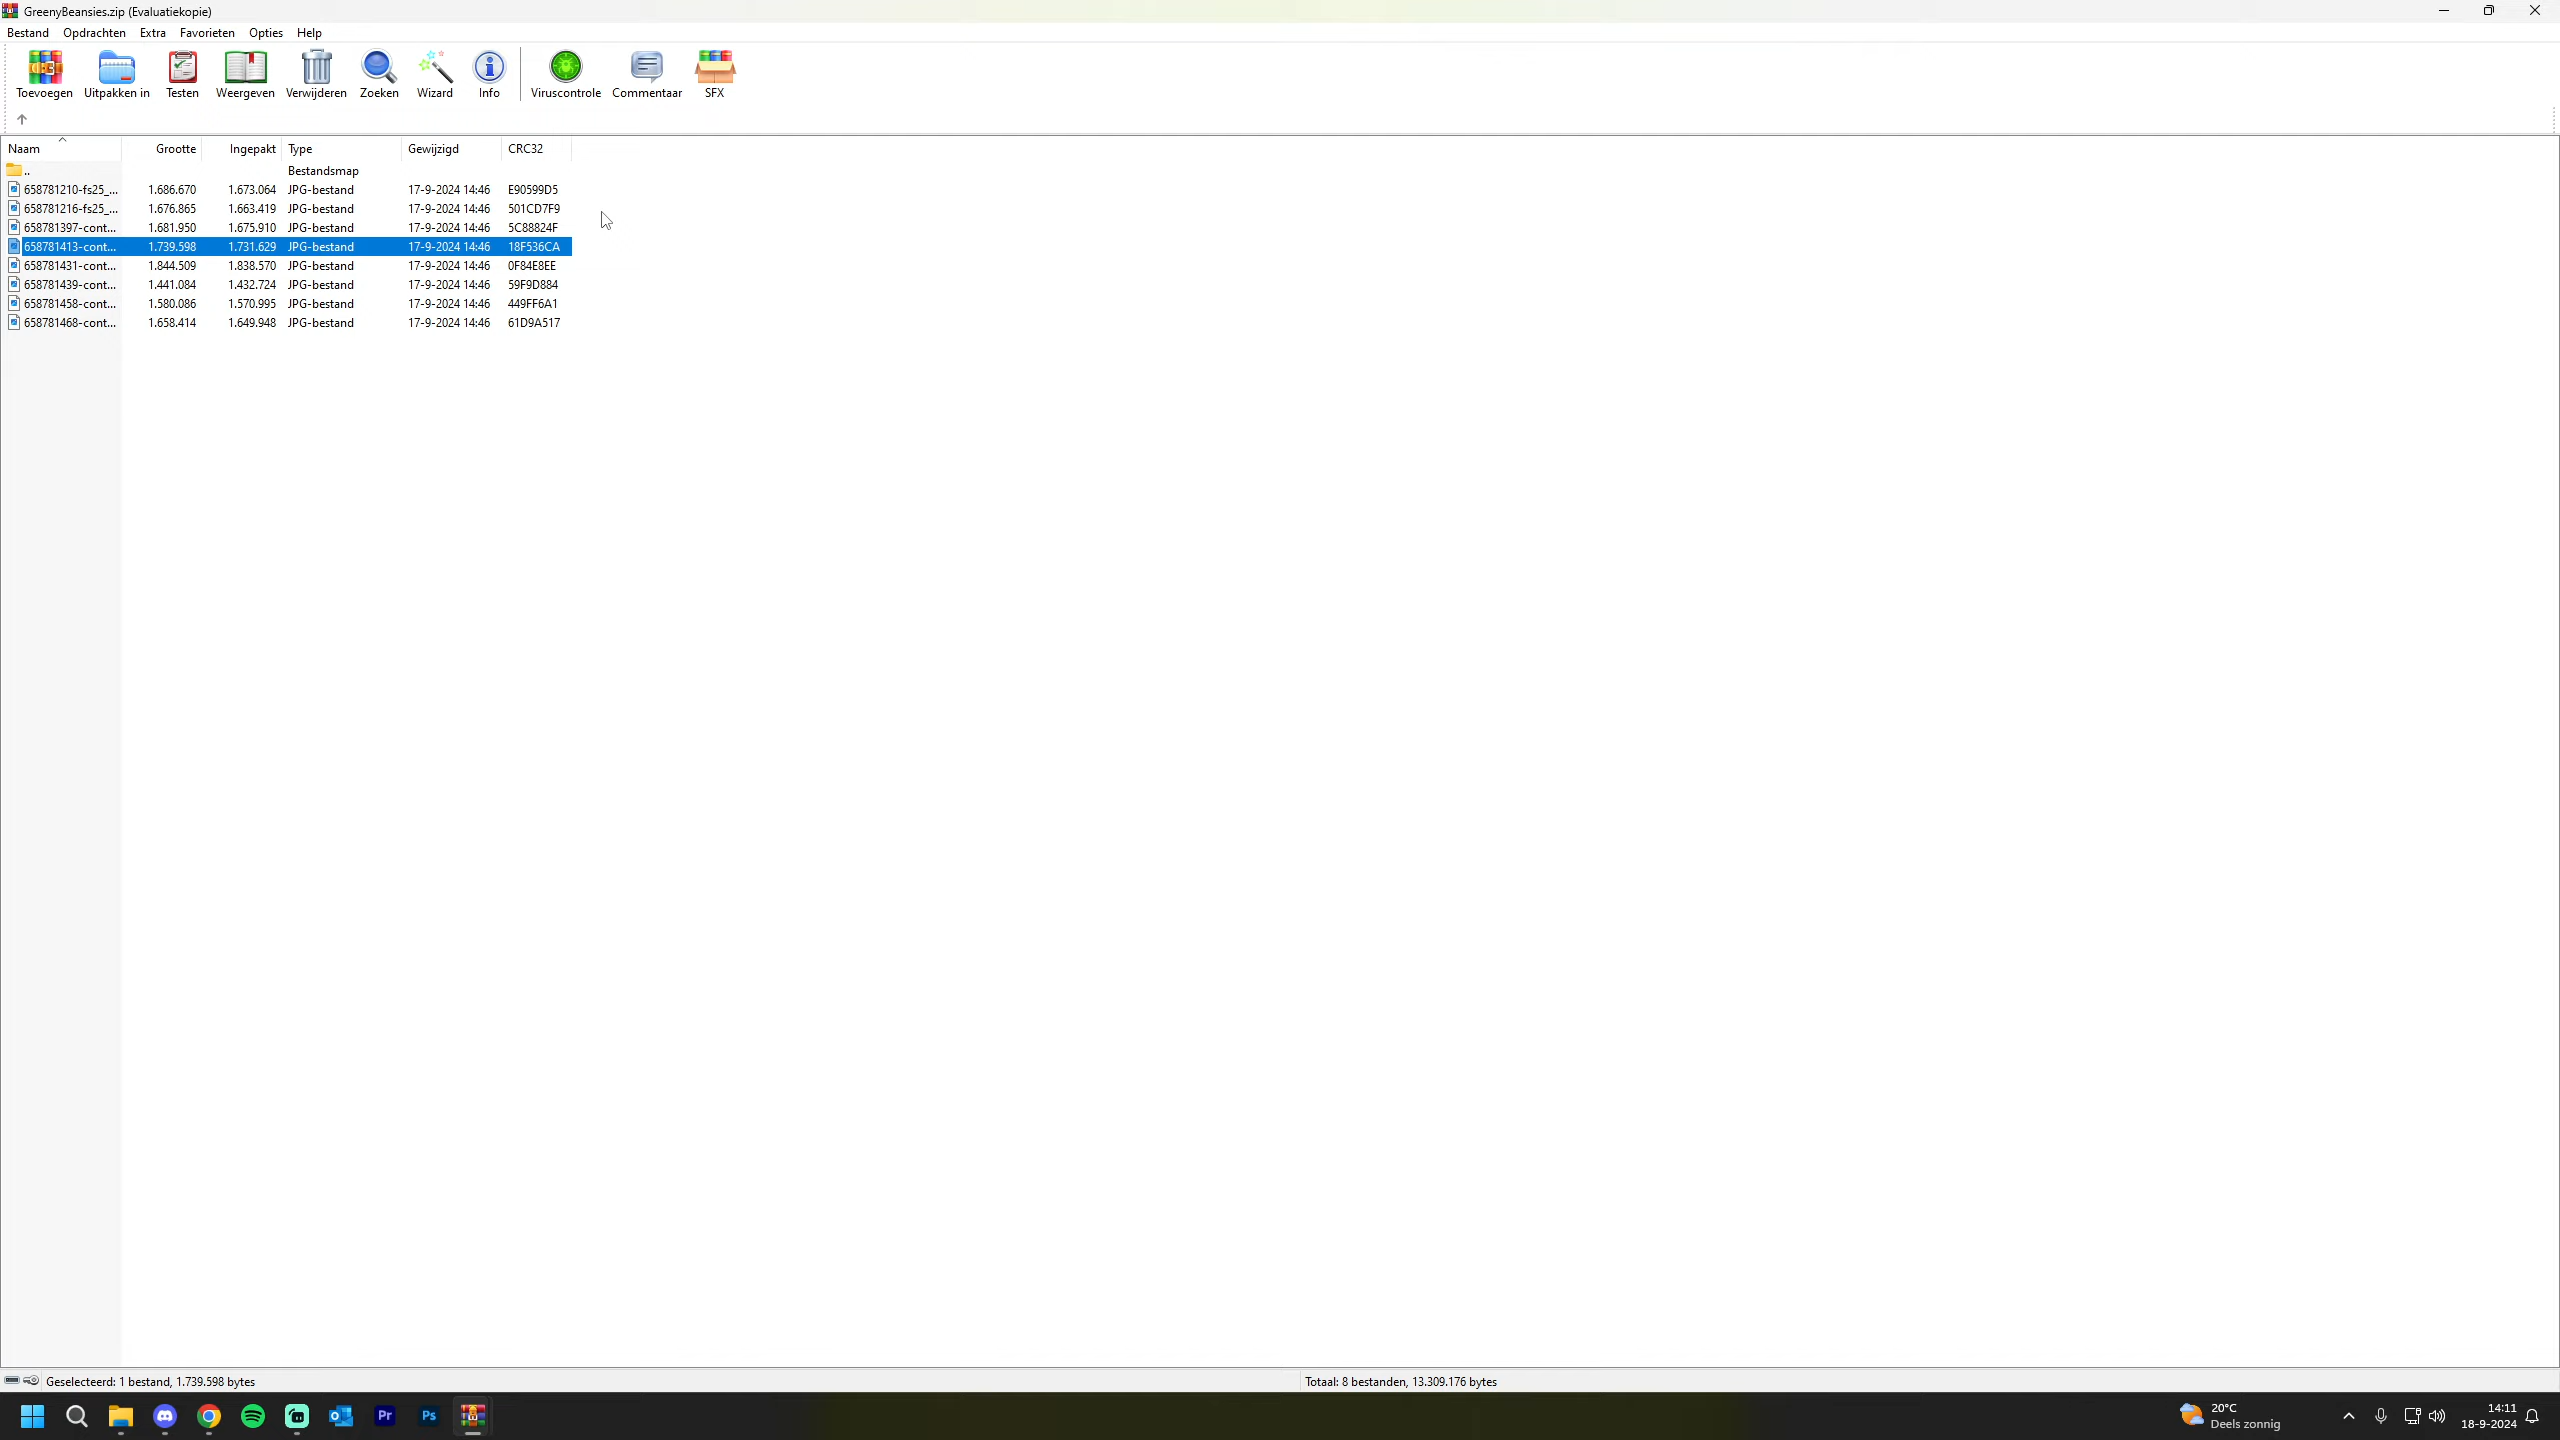 GreenyBeansies.zip (Evaluatiekopie)
Bestand Opdrachten Extra Favorieten Opties Help
Toevoegen Uitpakken in Testen Weergeven Verwijderen Zoeken Wizard Info Viruscontrole Commentaar SFX
Naam Grootte Ingepakt Type Gewijzigd CRC32
.. Bestandsmap
658781210-fs25_... 1.686.670 1.673.064 JPG-bestand 17-9-2024 14:46 E90599D5
658781216-fs25_... 1.676.865 1.663.419 JPG-bestand 17-9-2024 14:46 501CD7F9
658781397-cont... 1.681.950 1.675.910 JPG-bestand 17-9-2024 14:46 5C88824F
658781413-cont... 1.739.598 1.731.629 JPG-bestand 17-9-2024 14:46 18F536CA
658781431-cont... 1.844.509 1.838.570 JPG-bestand 17-9-2024 14:46 0F84E8EE
658781439-cont... 1.441.084 1.432.724 JPG-bestand 17-9-2024 14:46 59F9D884
658781458-cont... 1.580.086 1.570.995 JPG-bestand 17-9-2024 14:46 449FF6A1
658781468-cont... 1.658.414 1.649.948 JPG-bestand 17-9-2024 14:46 61D9A517
Geselecteerd: 1 bestand, 1.739.598 bytes Totaal: 8 bestanden, 13.309.176 bytes
Pr Ps
20°C 14:11
Deels zonnig 18-9-2024